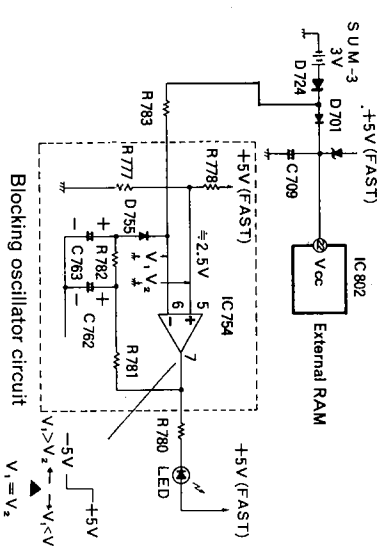 SUM-3
3V
D724
D701
+5V (FAST)
C709
IC802
Vcc
External RAM
R783
+5V (FAST)
R778
R777
≒2.5V
D755
V₁ V₂
IC754
5
6
7
+
−
R782
R781
+
−
C763
+
−
C762
R780
LED
+5V (FAST)
Blocking oscillator circuit
+5V
−5V
V₁>V₂
V₁<V
V₁=V₂